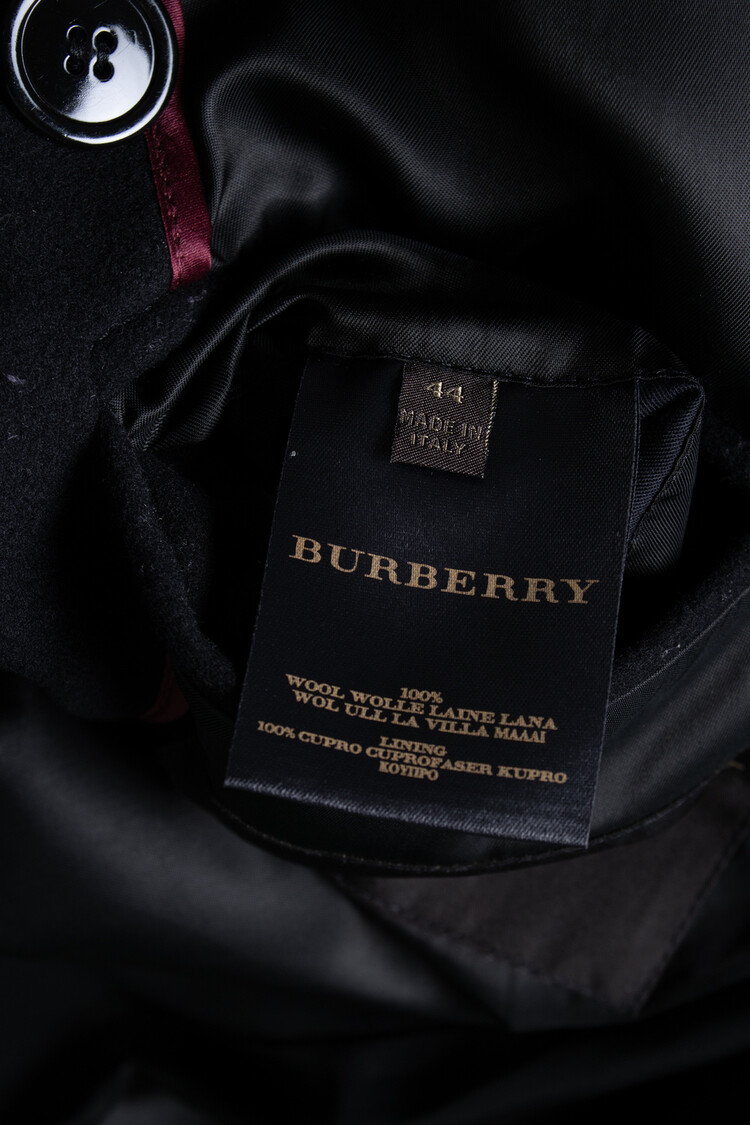 44
MADE IN
ITALY
BURBERRY
100%
WOOL WOLLE LAINE LANA
WOL ULL LA VILLA MAAAI
LINING
100% CUPRO CUPROFASER KUPRO
ΚΟΥΠΡΟ